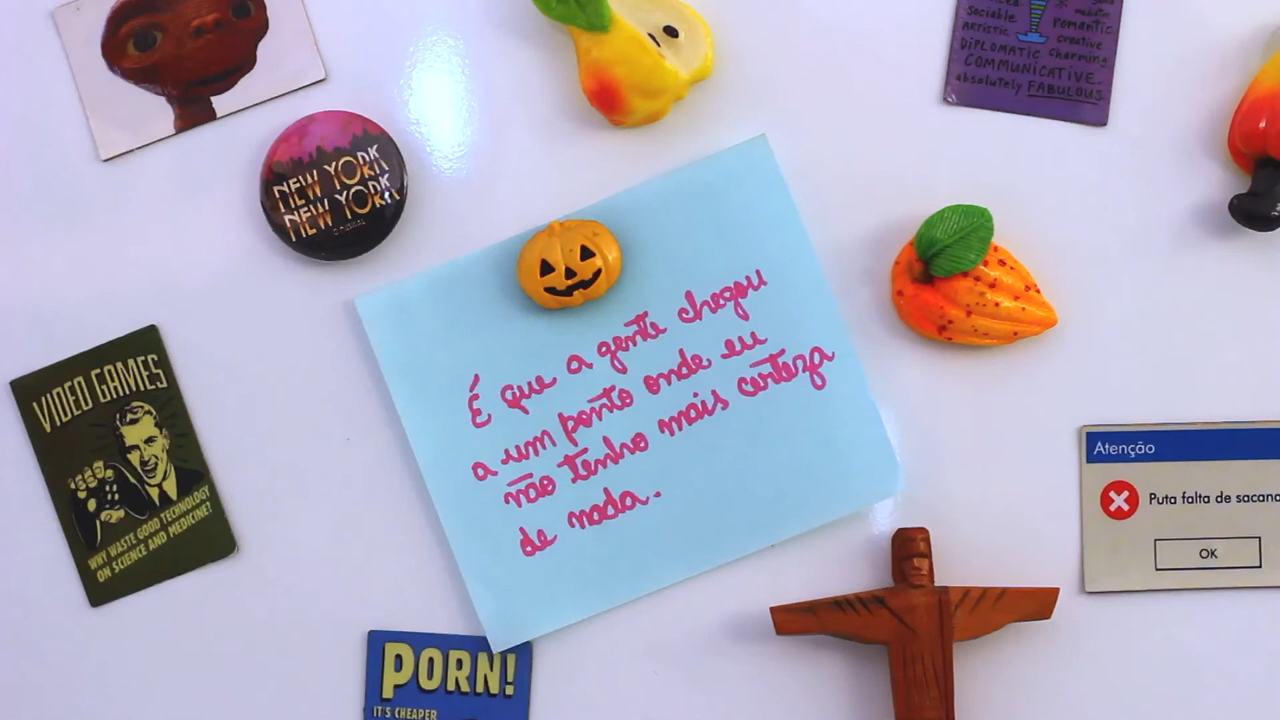 sociable
romantic
ARTISTIC
creative
DIPLOMATIC charming
COMMUNICATIVE
absolutely FABULOUS
NEW YORK
NEW YORK
É que a gente chegou
a um ponto onde eu
não tenho mais certeza
de nada.
VIDEO GAMES
WHY WASTE GOOD TECHNOLOGY
ON SCIENCE AND MEDICINE?
Atenção
Puta falta de
OK
PORN!
IT'S CHEAPER